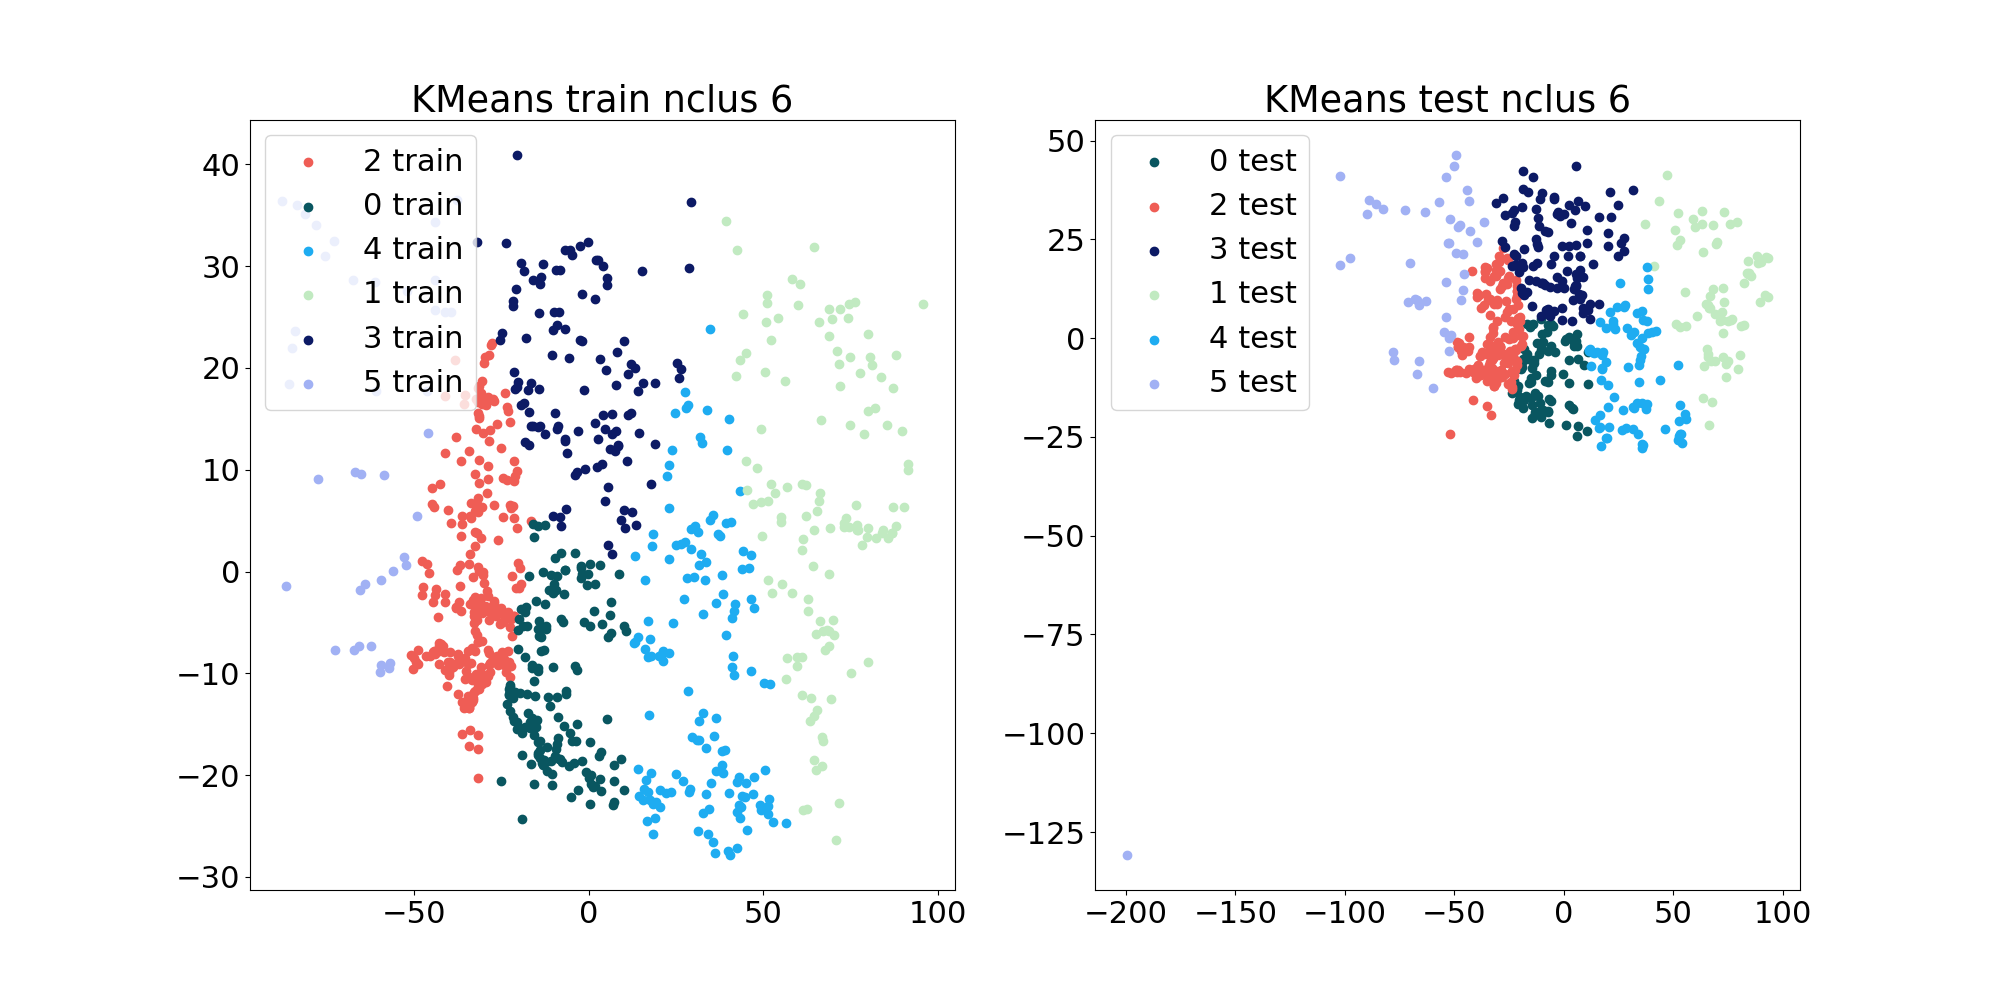 KMeans train nclus 6
40
30
20
10
0
−10
−20
−30
−50
0
50
100
2 train
0 train
4 train
1 train
3 train
5 train
KMeans test nclus 6
50
25
0
−25
−50
−75
−100
−125
−200
−150
−100
−50
0
50
100
0 test
2 test
3 test
1 test
4 test
5 test